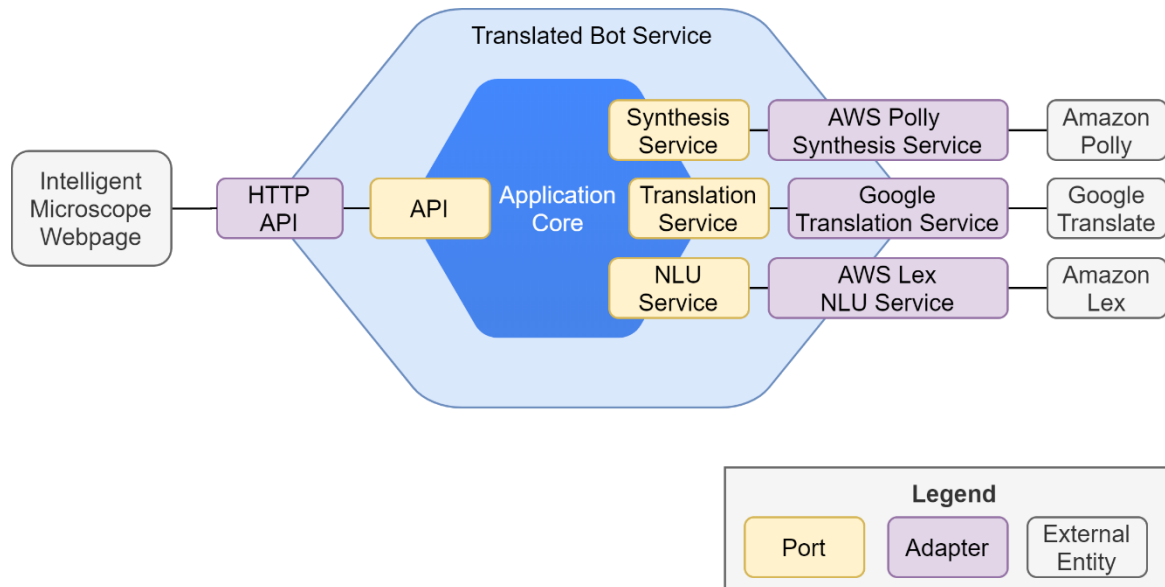 Translated Bot Service
Intelligent
Microscope
Webpage
HTTP
API
API
Application
Core
Synthesis
Service
AWS Polly
Synthesis Service
Amazon
Polly
Translation
Service
Google
Translation Service
Google
Translate
NLU
Service
AWS Lex
NLU Service
Amazon
Lex
Legend
Port
Adapter
External
Entity